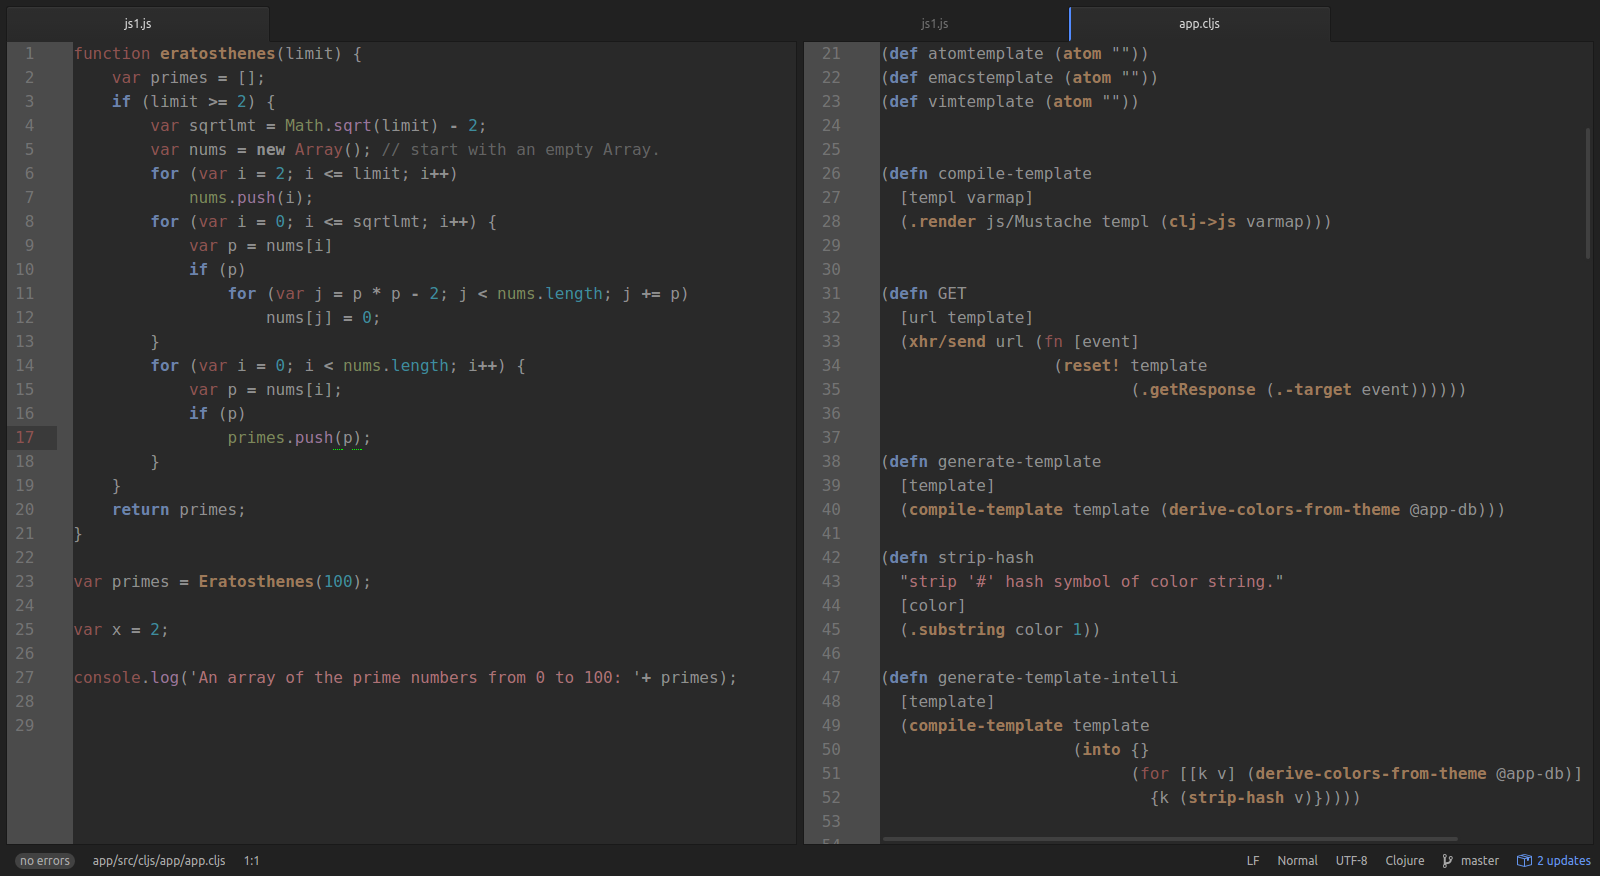 js1.js
1 function eratosthenes(limit) {
2     var primes = [];
3     if (limit >= 2) {
4         var sqrtlmt = Math.sqrt(limit) - 2;
5         var nums = new Array(); // start with an empty Array.
6         for (var i = 2; i <= limit; i++)
7             nums.push(i);
8         for (var i = 0; i <= sqrtlmt; i++) {
9             var p = nums[i]
10             if (p)
11                 for (var j = p * p - 2; j < nums.length; j += p)
12                     nums[j] = 0;
13         }
14         for (var i = 0; i < nums.length; i++) {
15             var p = nums[i];
16             if (p)
17                 primes.push(p);
18         }
19     }
20     return primes;
21 }
22
23 var primes = Eratosthenes(100);
24
25 var x = 2;
26
27 console.log('An array of the prime numbers from 0 to 100: '+ primes);
28
29
js1.js app.cljs
21 (def atomtemplate (atom ""))
22 (def emacstemplate (atom ""))
23 (def vimtemplate (atom ""))
24
25
26 (defn compile-template
27   [templ varmap]
28   (.render js/Mustache templ (clj->js varmap)))
29
30
31 (defn GET
32   [url template]
33   (xhr/send url (fn [event]
34                   (reset! template
35                           (.getResponse (.-target event))))))
36
37
38 (defn generate-template
39   [template]
40   (compile-template template (derive-colors-from-theme @app-db)))
41
42 (defn strip-hash
43   "strip '#' hash symbol of color string."
44   [color]
45   (.substring color 1))
46
47 (defn generate-template-intelli
48   [template]
49   (compile-template template
50                     (into {}
51                           (for [[k v] (derive-colors-from-theme @app-db)]
52                             {k (strip-hash v)}))))
53
54
no errors app/src/cljs/app/app.cljs 1:1 LF Normal UTF-8 Clojure master 2 updates